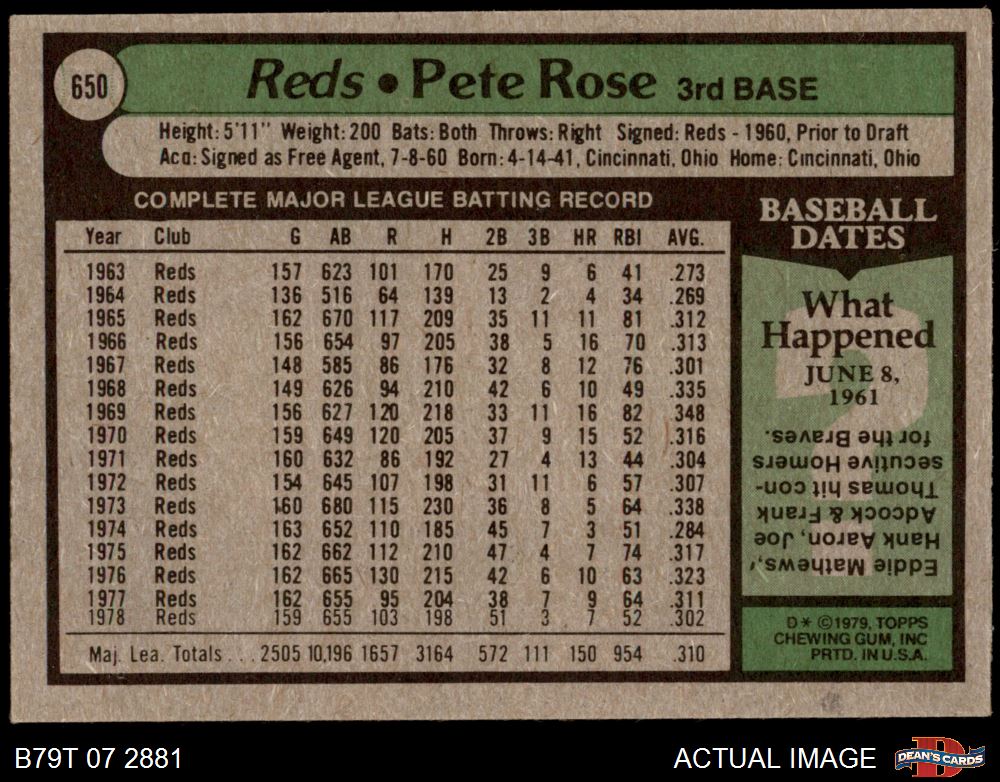 650
Reds • Pete Rose 3rd BASE
Height: 5'11" Weight: 200 Bats: Both Throws: Right Signed: Reds - 1960, Prior to Draft
Acq: Signed as Free Agent, 7-8-60 Born: 4-14-41, Cincinnati, Ohio Home: Cincinnati, Ohio
COMPLETE MAJOR LEAGUE BATTING RECORD
Year Club G AB R H 2B 3B HR RBI AVG.
1963 Reds 157 623 101 170 25 9 6 41 .273
1964 Reds 136 516 64 139 13 2 4 34 .269
1965 Reds 162 670 117 209 35 11 11 81 .312
1966 Reds 156 654 97 205 38 5 16 70 .313
1967 Reds 148 585 86 176 32 8 12 76 .301
1968 Reds 149 626 94 210 42 6 10 49 .335
1969 Reds 156 627 120 218 33 11 16 82 .348
1970 Reds 159 649 120 205 37 9 15 52 .316
1971 Reds 160 632 86 192 27 4 13 44 .304
1972 Reds 154 645 107 198 31 11 6 57 .307
1973 Reds 160 680 115 230 36 8 5 64 .338
1974 Reds 163 652 110 185 45 7 3 51 .284
1975 Reds 162 662 112 210 47 4 7 74 .317
1976 Reds 162 665 130 215 42 6 10 63 .323
1977 Reds 162 655 95 204 38 7 9 64 .311
1978 Reds 159 655 103 198 51 3 7 52 .302
Maj. Lea. Totals . . . 2505 10,196 1657 3164 572 111 150 954 .310
BASEBALL
DATES
What
Happened
JUNE 8,
1961
Eddie Mathews,
Hank Aaron, Joe
Adcock & Frank
Thomas hit con-
secutive Homers
for the Braves.
D* ©1979, TOPPS
CHEWING GUM, INC
PRTD. IN U.S.A.
B79T 07 2881
ACTUAL IMAGE
DEAN'S CARDS